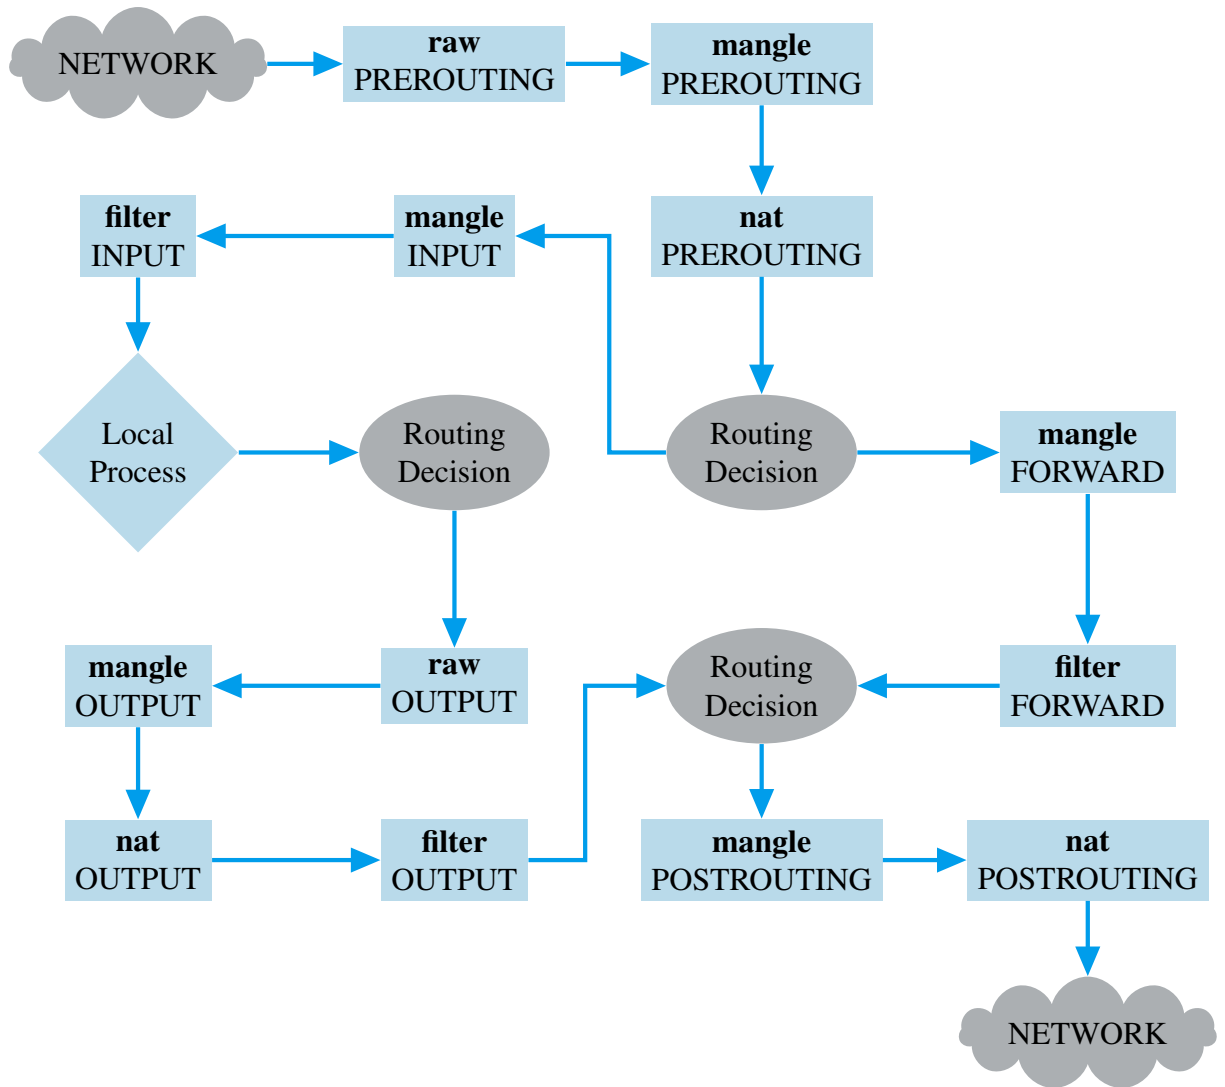 NETWORK
raw
PREROUTING
mangle
PREROUTING
filter
INPUT
mangle
INPUT
nat
PREROUTING
Local
Process
Routing
Decision
Routing
Decision
mangle
FORWARD
mangle
OUTPUT
raw
OUTPUT
Routing
Decision
filter
FORWARD
nat
OUTPUT
filter
OUTPUT
mangle
POSTROUTING
nat
POSTROUTING
NETWORK